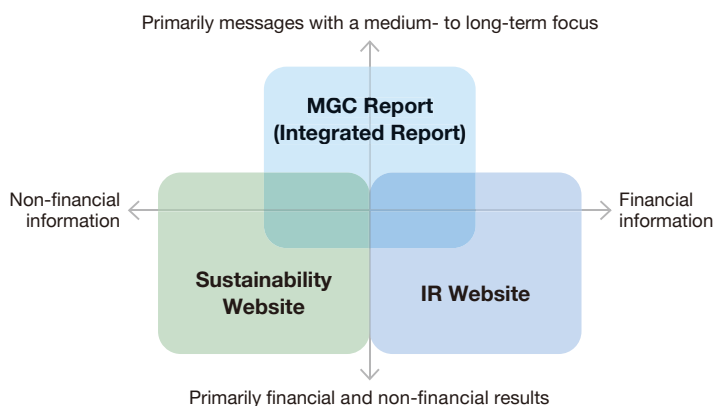 Primarily messages with a medium- to long-term focus
MGC Report
(Integrated Report)
Non-financial
information
Financial
information
Sustainability
Website
IR Website
Primarily financial and non-financial results